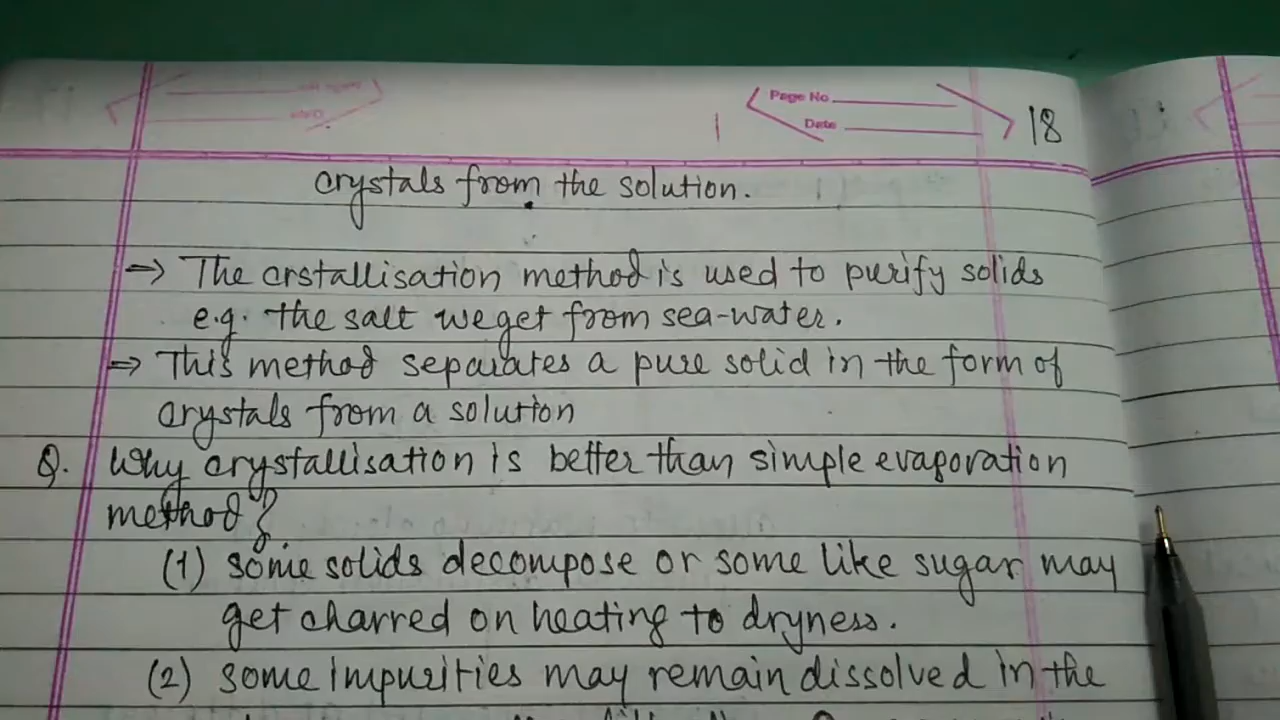 Page No
Date
18
crystals from the solution.
⇒ The crstallisation method is used to purify solids
e.g. the salt we get from sea-water.
⇒ This method separates a pure solid in the form of
crystals from a solution
Q. Why crystallisation is better than simple evaporation
method?
(1) some solids decompose or some like sugar may
get charred on heating to dryness.
(2) some impurities may remain dissolved in the